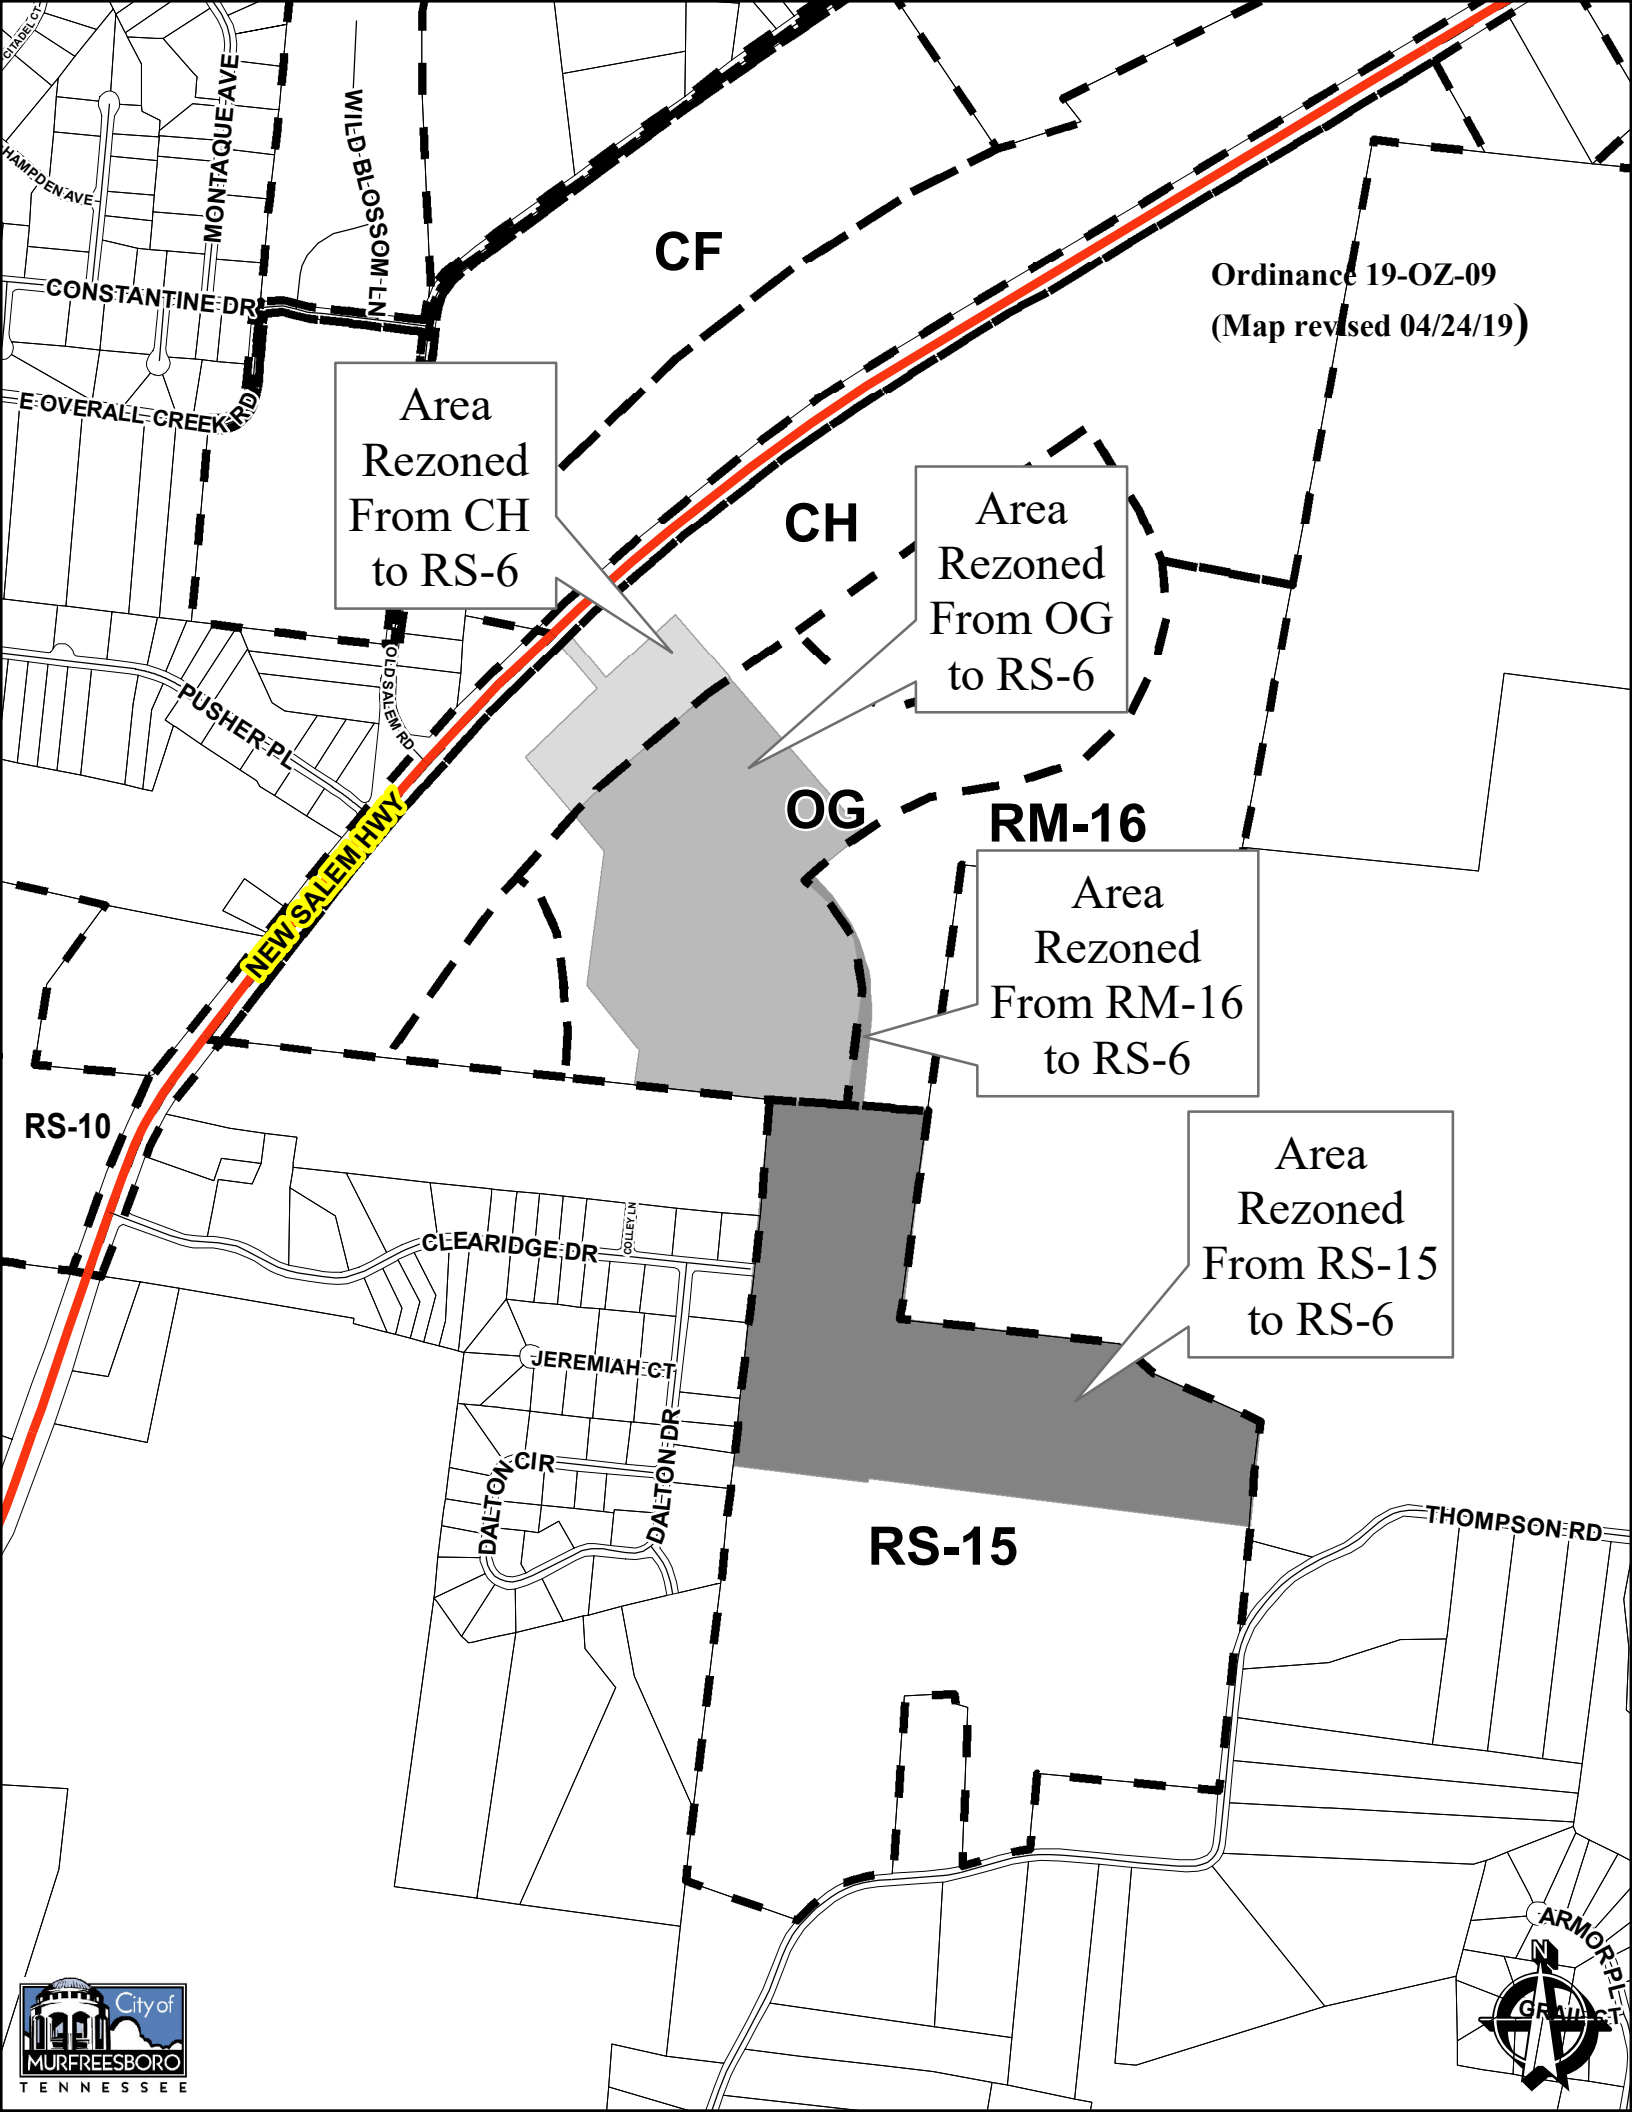 CITADEL CT
MONTAQUE AVE
HAMPDEN AVE
WILD BLOSSOM LN
CONSTANTINE DR
E OVERALL CREEK RD
CF
Ordinance 19-OZ-09
(Map revised 04/24/19)
Area
Rezoned
From CH
to RS-6
CH
Area
Rezoned
From OG
to RS-6
OLD SALEM RD
PUSHER PL
NEW SALEM HWY
OG
RM-16
Area
Rezoned
From RM-16
to RS-6
RS-10
Area
Rezoned
From RS-15
to RS-6
COLLEY LN
CLEARIDGE DR
JEREMIAH CT
DALTON DR
DALTON CIR
RS-15
THOMPSON RD
ARMOR PL
GRAIL CT
N
City of
MURFREESBORO
TENNESSEE